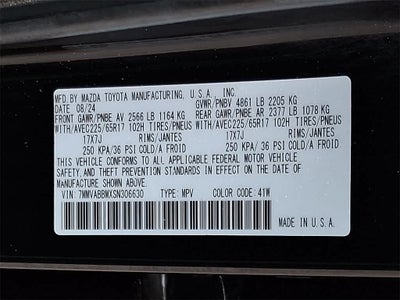 MFD. BY MAZDA TOYOTA MANUFACTURING, U.S.A., INC.
DATE 08/24 GVWR/PNBV 4861 LB 2205 KG
FRONT GAWR/PNBE AV 2566 LB 1164 KG REAR GAWR/PNBE AR 2377 LB 1078 KG
WITH/AVEC 225/65R17 102H TIRES/PNEUS WITH/AVEC 225/65R17 102H TIRES/PNEUS
17X7J RIMS/JANTES 17X7J RIMS/JANTES
250 KPA/36 PSI COLD/A FROID 250 KPA/ 36 PSI COLD/A FROID
THIS VEHICLE CONFORMS TO ALL APPLICABLE FEDERAL MOTOR VEHICLE
SAFETY, AND THEFT PREVENTION STANDARDS IN EFFECT ON THE DATE OF
MANUFACTURE SHOWN ABOVE.
VIN: 7MMVABBMXSN306630 TYPE: MPV COLOR CODE: 41W
MADE IN U.S.A.